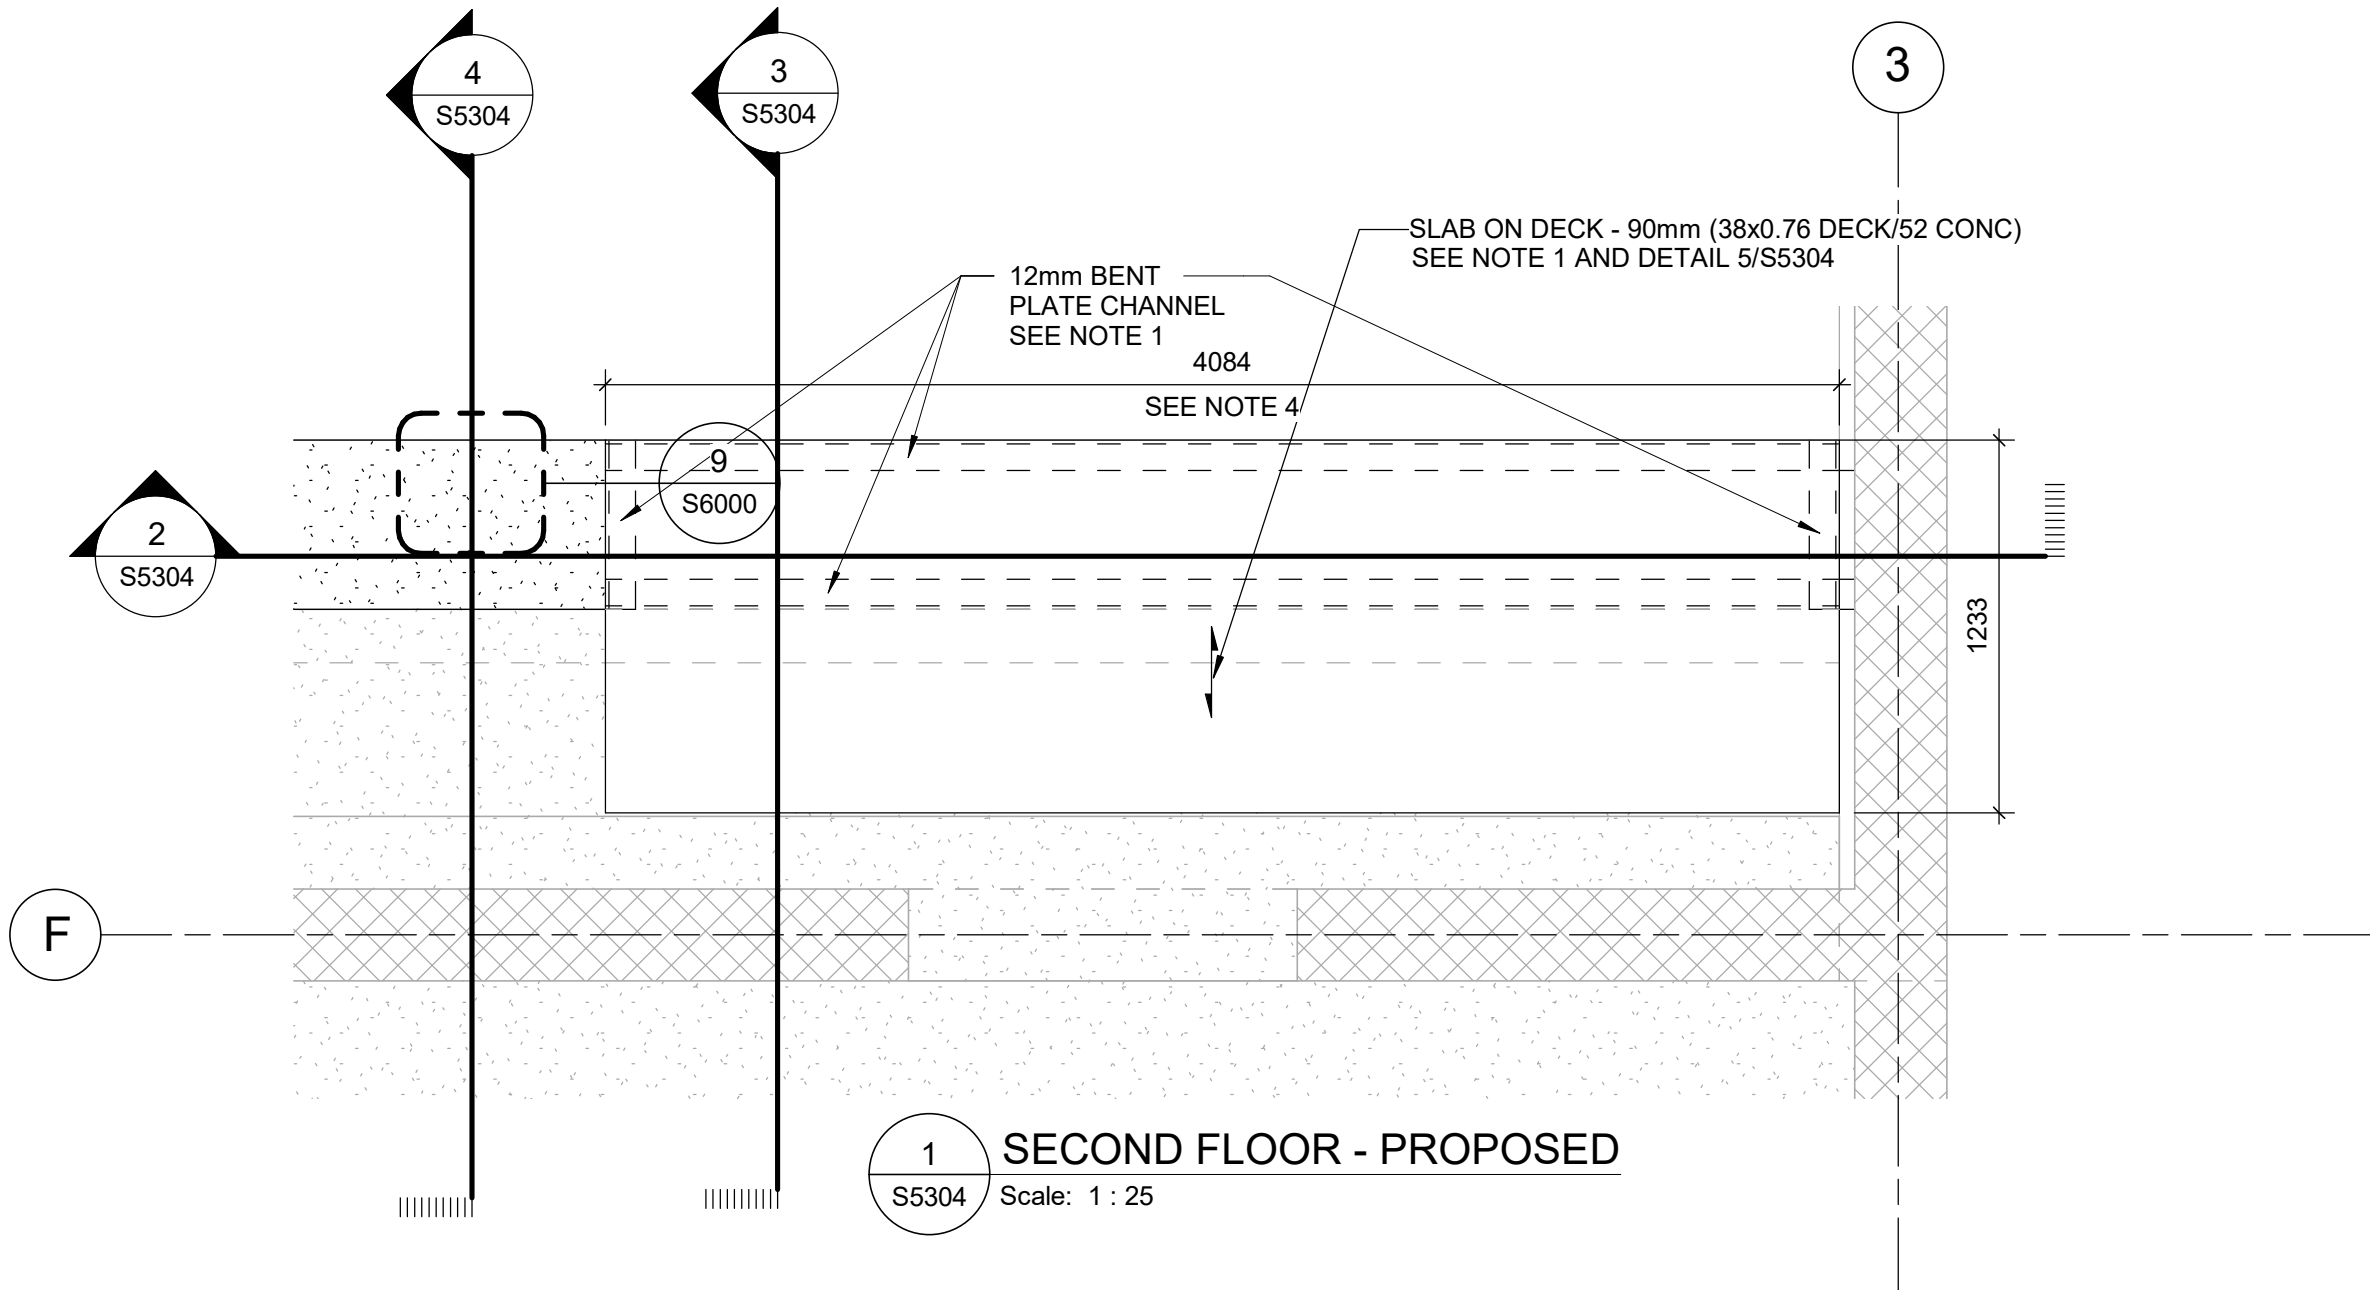 4
S5304
3
S5304
3
SLAB ON DECK - 90mm (38x0.76 DECK/52 CONC)
SEE NOTE 1 AND DETAIL 5/S5304
12mm BENT
PLATE CHANNEL
SEE NOTE 1
4084
SEE NOTE 4
9
S6000
2
S5304
1233
F
1
S5304
SECOND FLOOR - PROPOSED
Scale: 1 : 25